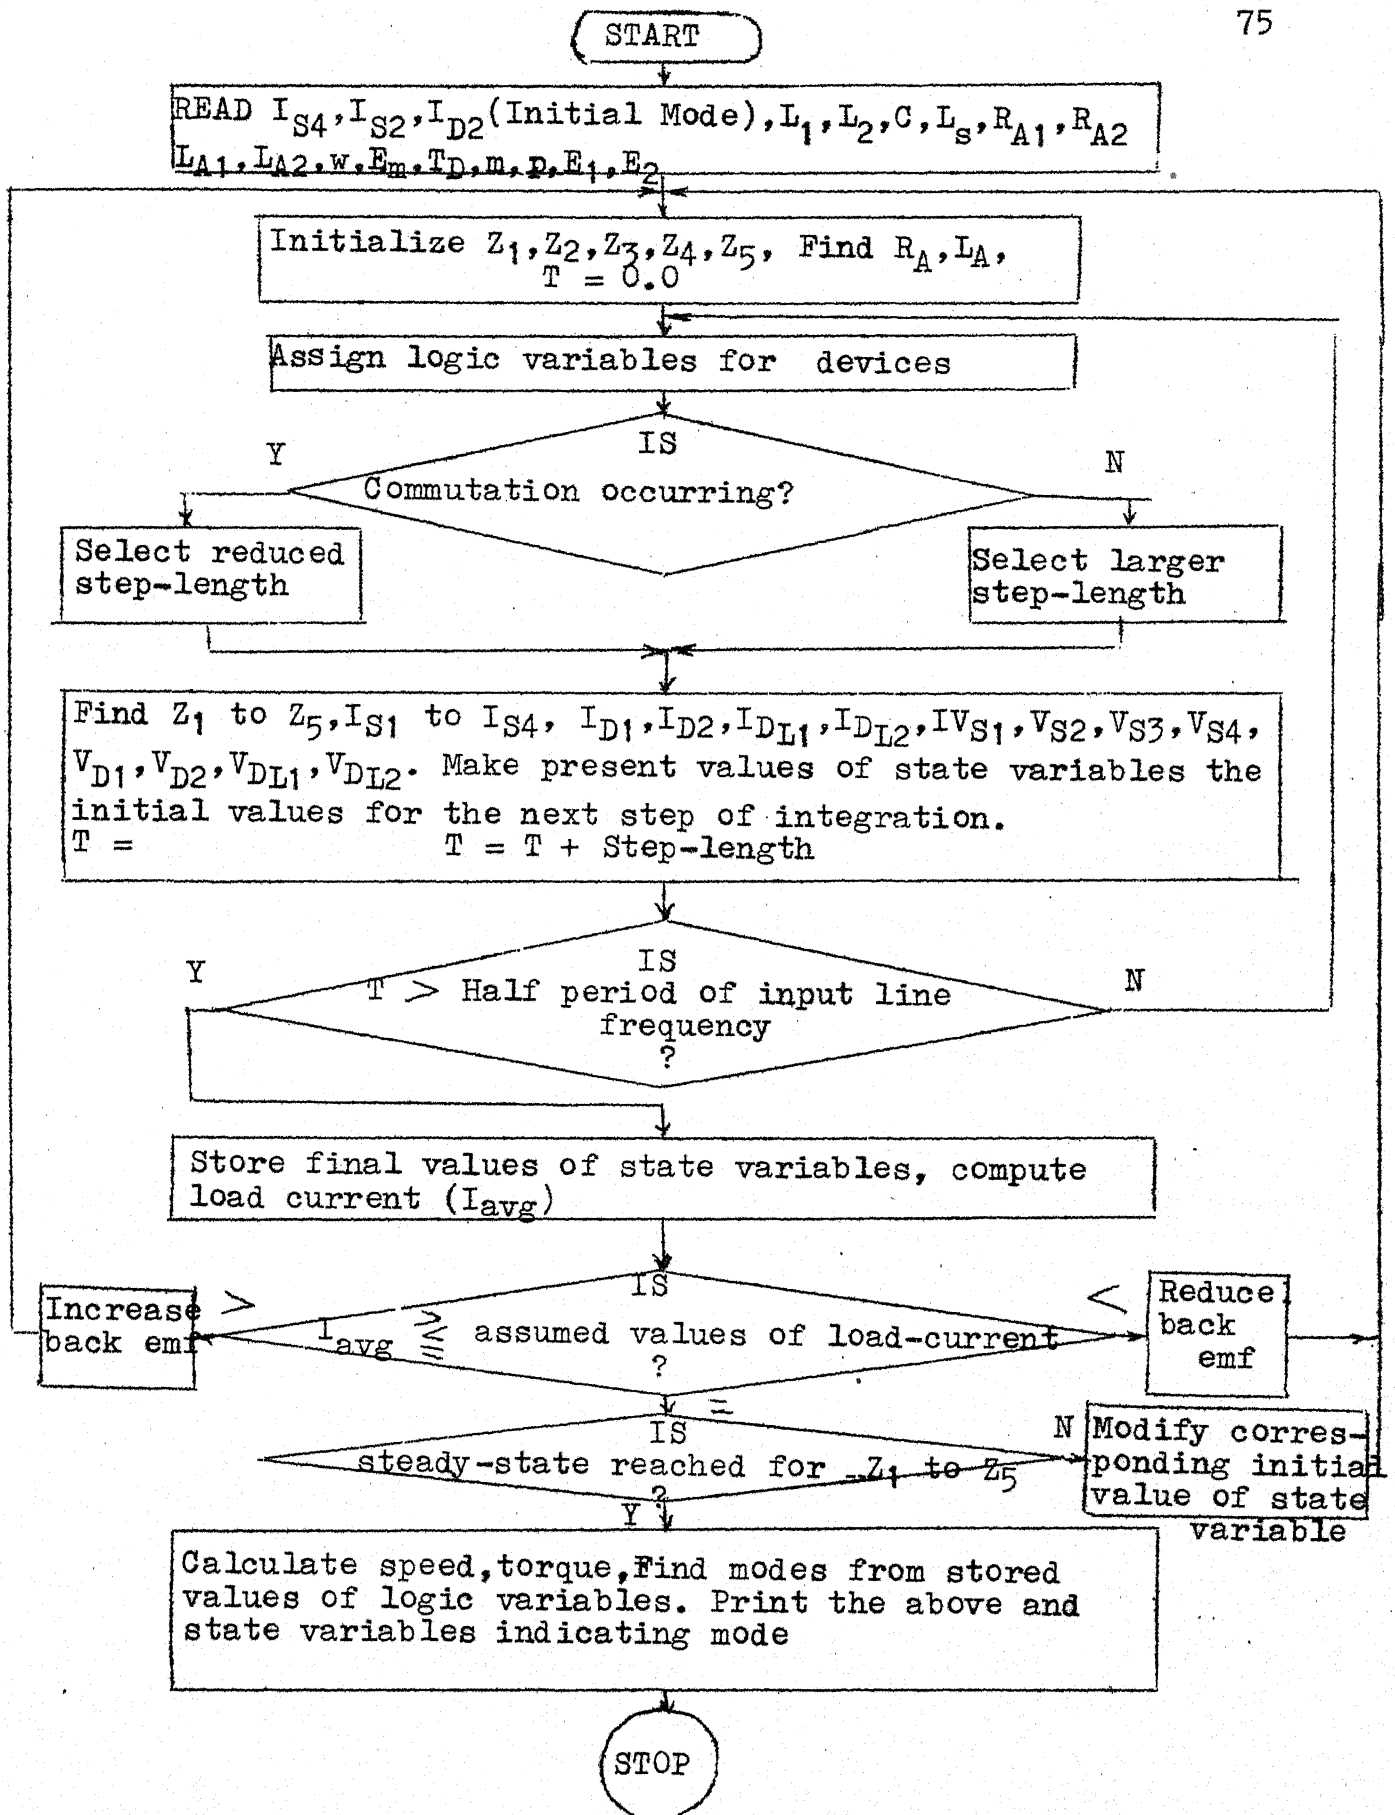 75
START
READ I_S4, I_S2, I_D2(Initial Mode), L_1, L_2, C, L_s, R_A1, R_A2
L_A1, L_A2, w, E_m, T_D, m, p, E_1, E_2
Initialize Z_1, Z_2, Z_3, Z_4, Z_5, Find R_A, L_A,
T = 0.0
Assign logic variables for devices
IS
Y
N
Commutation occurring?
Select reduced
step-length
Select larger
step-length
Find Z_1 to Z_5, I_S1 to I_S4, I_D1, I_D2, I_DL1, I_DL2, IV_S1, V_S2, V_S3, V_S4,
V_D1, V_D2, V_DL1, V_DL2. Make present values of state variables the
initial values for the next step of integration.
T = T = T + Step-length
IS
Y
N
T > Half period of input line
frequency
?
Store final values of state variables, compute
load current (I_avg)
IS
>
<
Increase
back emf
I_avg >/</= assumed values of load-current
?
Reduce
back
emf
=
IS
steady-state reached for Z_1 to Z_5
?
N
Modify corres-
ponding initial
value of state
variable
Y
Calculate speed, torque, Find modes from stored
values of logic variables. Print the above and
state variables indicating mode
STOP